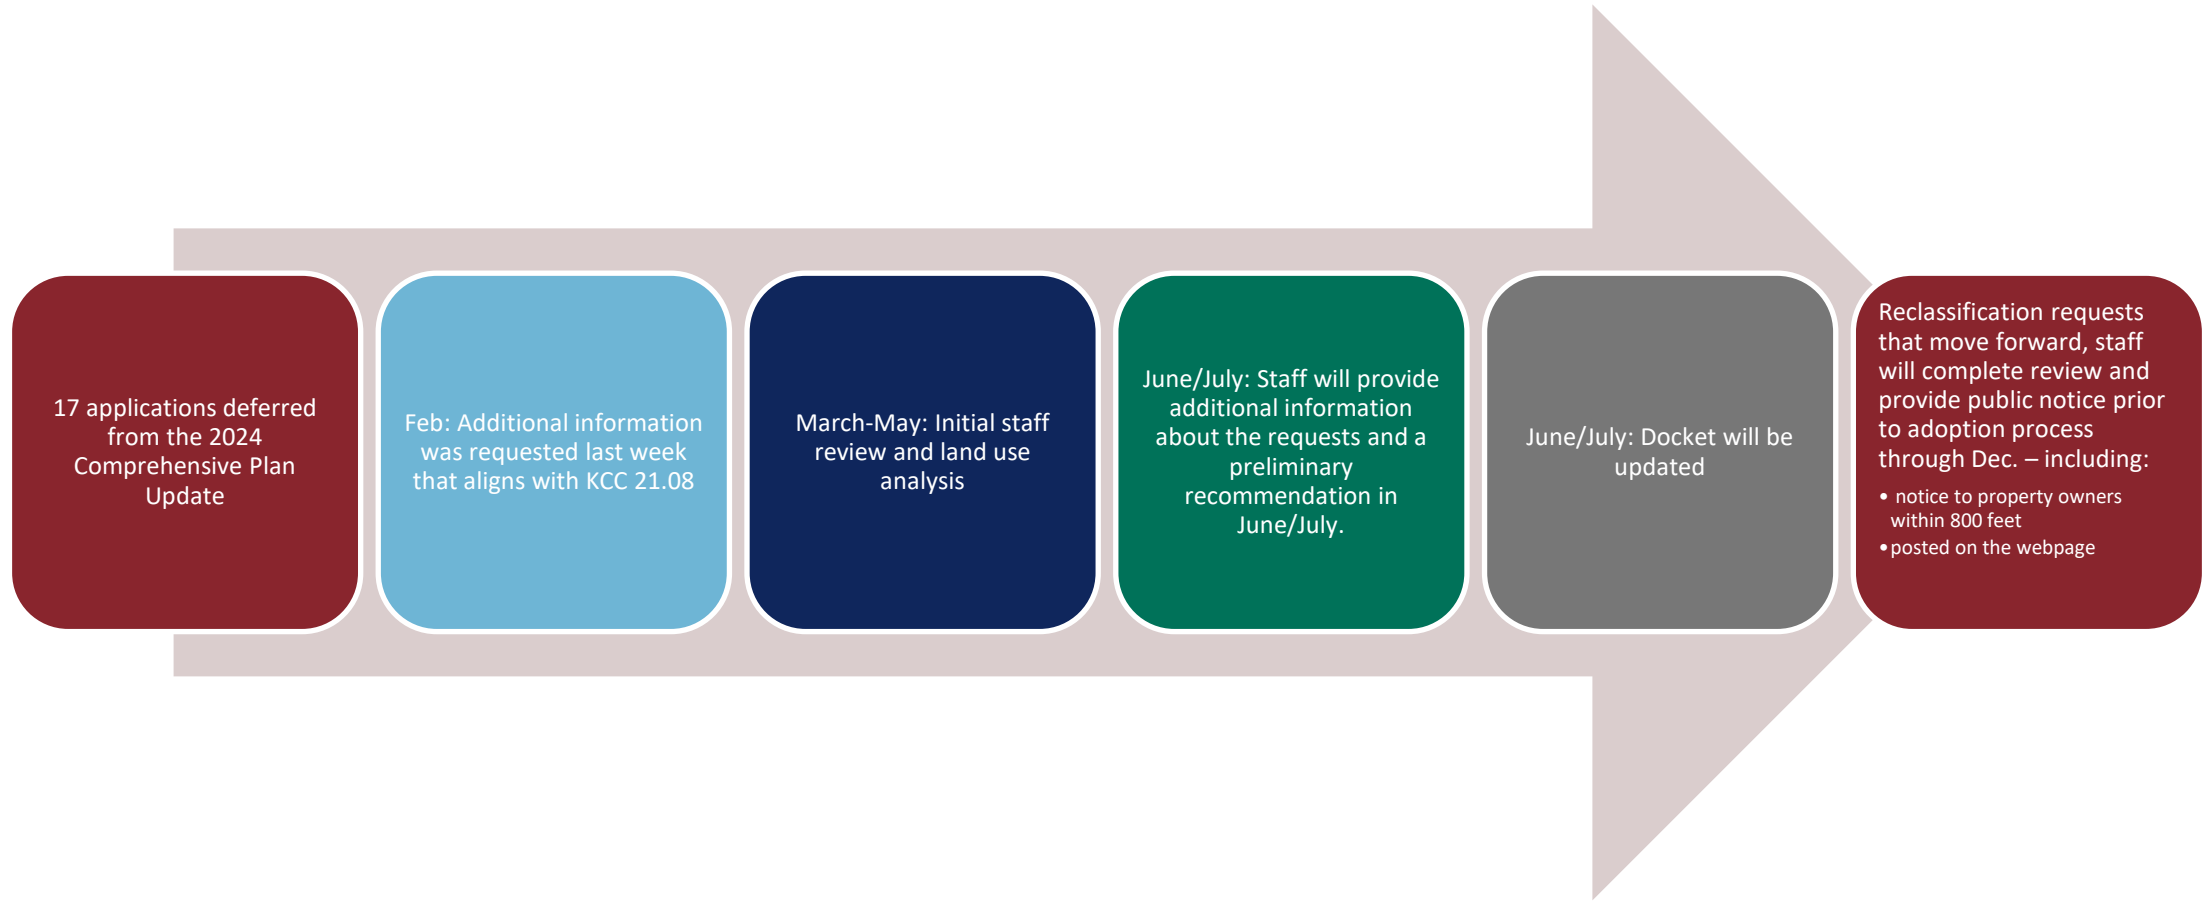 17 applications deferred
from the 2024
Comprehensive Plan
Update
Feb: Additional information
was requested last week
that aligns with KCC 21.08
March-May: Initial staff
review and land use
analysis
June/July: Staff will provide
additional information
about the requests and a
preliminary
recommendation in
June/July.
June/July: Docket will be
updated
Reclassification requests
that move forward, staff
will complete review and
provide public notice prior
to adoption process
through Dec. – including:
• notice to property owners
within 800 feet
• posted on the webpage